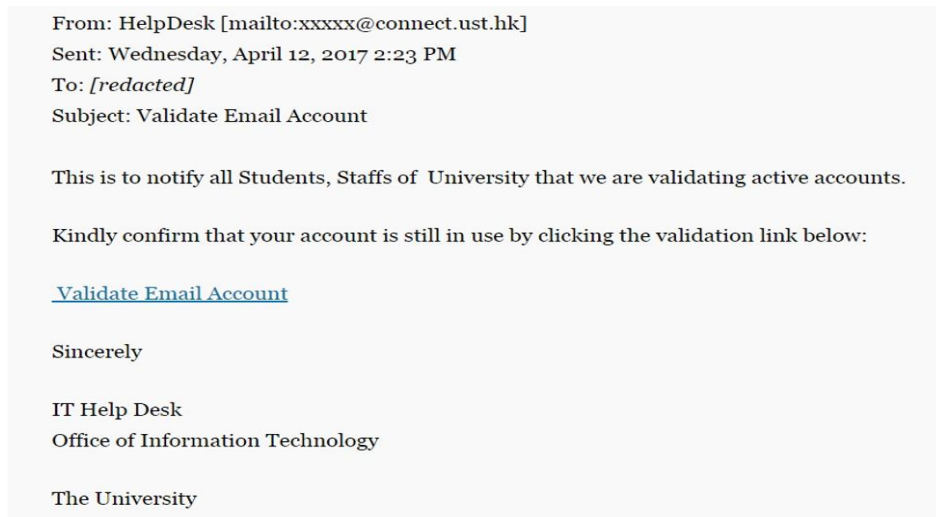 From: HelpDesk [mailto:xxxxx@connect.ust.hk]
Sent: Wednesday, April 12, 2017 2:23 PM
To: [redacted]
Subject: Validate Email Account
This is to notify all Students, Staffs of University that we are validating active accounts.
Kindly confirm that your account is still in use by clicking the validation link below:
Validate Email Account
Sincerely
IT Help Desk
Office of Information Technology
The University